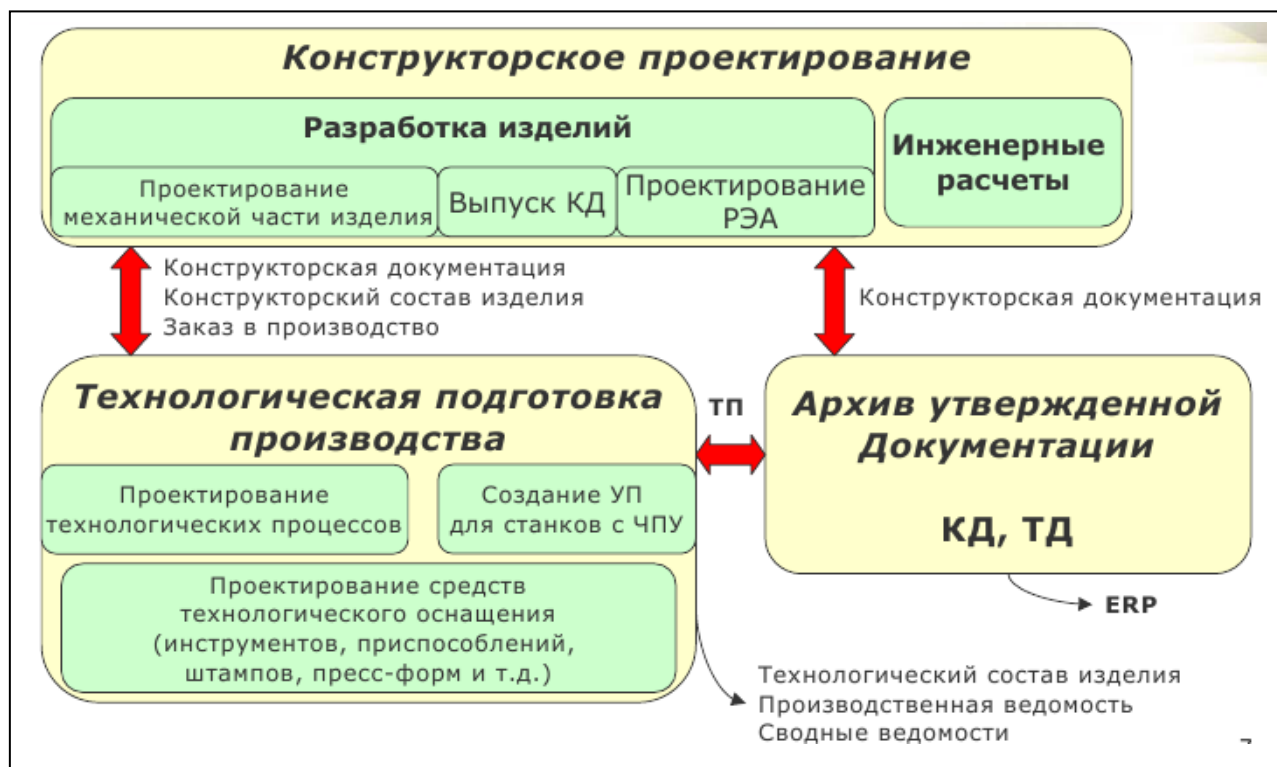 Конструкторское проектирование
Разработка изделий
Проектирование
механической части изделия
Выпуск КД
Проектирование
РЭА
Инженерные
расчеты
Конструкторская документация
Конструкторский состав изделия
Заказ в производство
Конструкторская документация
Технологическая подготовка
производства
Проектирование
технологических процессов
Создание УП
для станков с ЧПУ
Проектирование средств
технологического оснащения
(инструментов, приспособлений,
штампов, пресс-форм и т.д.)
ТП
Архив утвержденной
Документации
КД, ТД
ERP
Технологический состав изделия
Производственная ведомость
Сводные ведомости